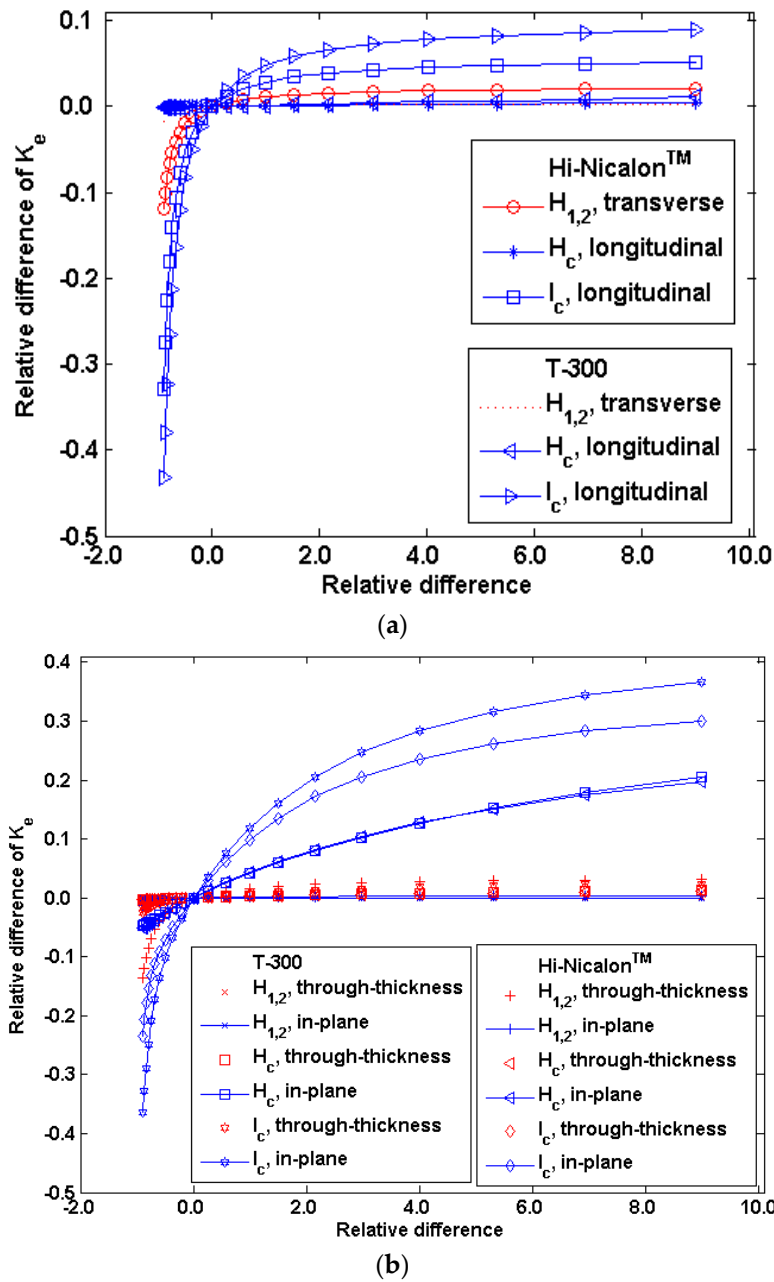 0.1
0.0
-0.1
-0.2
-0.3
-0.4
-0.5
-2.0 0.0 2.0 4.0 6.0 8.0 10.0
Relative difference of Ke
Relative difference
Hi-Nicalon™
H1,2, transverse
Hc, longitudinal
Ic, longitudinal
T-300
H1,2, transverse
Hc, longitudinal
Ic, longitudinal
(a)
0.4
0.3
0.2
0.1
0.0
-0.1
-0.2
-0.3
-0.4
-0.5
-2.0 0.0 2.0 4.0 6.0 8.0 10.0
Relative difference of Ke
Relative difference
T-300
H1,2, through-thickness
H1,2, in-plane
Hc, through-thickness
Hc, in-plane
Ic, through-thickness
Ic, in-plane
Hi-Nicalon™
H1,2, through-thickness
H1,2, in-plane
Hc, through-thickness
Hc, in-plane
Ic, through-thickness
Ic, in-plane
(b)